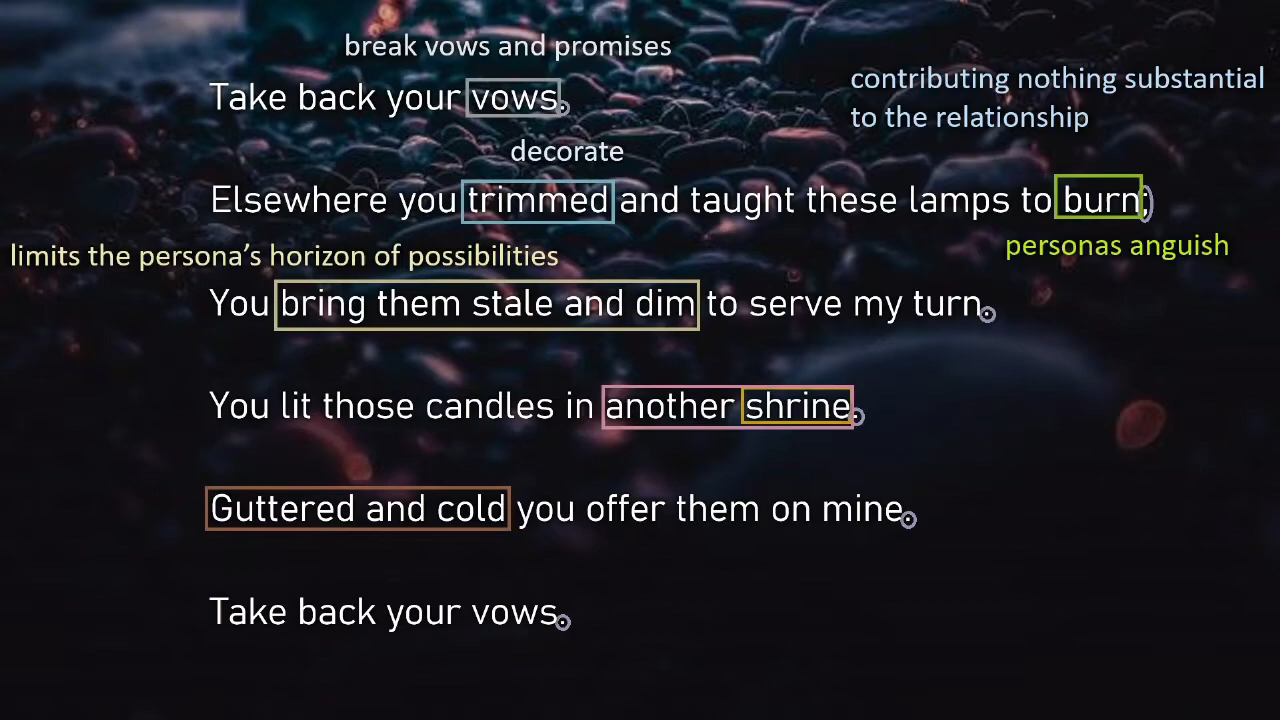 break vows and promises
Take back your vows.
contributing nothing substantial
to the relationship
decorate
Elsewhere you trimmed and taught these lamps to burn;
limits the persona’s horizon of possibilities
personas anguish
You bring them stale and dim to serve my turn.
You lit those candles in another shrine.
Guttered and cold you offer them on mine.
Take back your vows.